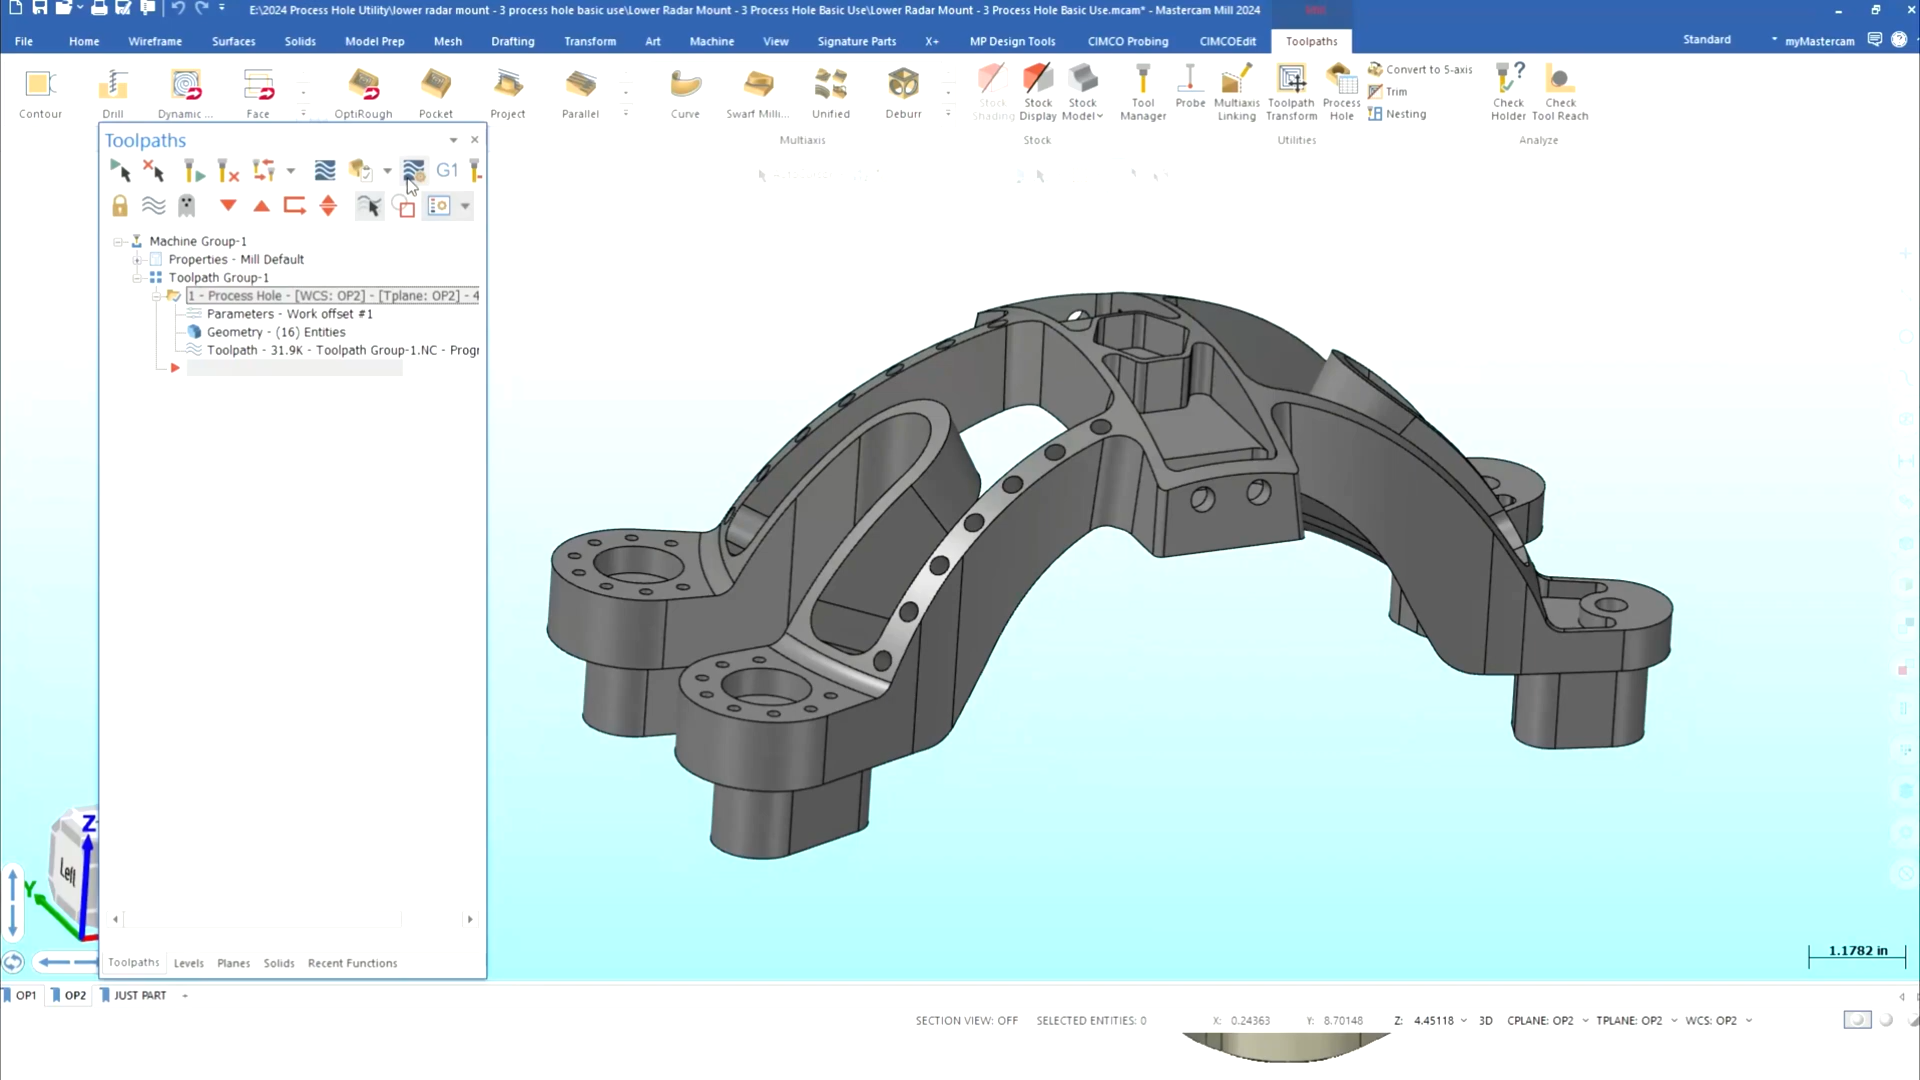 E:\2024 Process Hole Utility\lower radar mount - 3 process hole basic use\Lower Radar Mount - 3 Process Hole Basic Use\Lower Radar Mount - 3 Process Hole Basic Use.mcam* - Mastercam Mill 2024
File Home Wireframe Surfaces Solids Model Prep Mesh Drafting Transform Art Machine View Signature Parts X+ MP Design Tools CIMCO Probing CIMCOEdit Toolpaths Standard myMastercam
Contour Drill Dynamic ... Face OptiRough Pocket Project Parallel Curve Swarf Milli... Unified Deburr
Stock Shading Stock Display Stock Model Tool Manager Probe Multiaxis Linking Toolpath Transform Process Hole
Convert to 5-axis
Trim
Nesting
Check Holder Check Tool Reach
Multiaxis Stock Utilities Analyze
Toolpaths
G1
Machine Group-1
Properties - Mill Default
Toolpath Group-1
1 - Process Hole - [WCS: OP2] - [Tplane: OP2] - 4
Parameters - Work offset #1
Geometry - (16) Entities
Toolpath - 31.9K - Toolpath Group-1.NC - Progr
Z
Left
Y
1.1782 in
Toolpaths Levels Planes Solids Recent Functions
OP1 OP2 JUST PART
SECTION VIEW: OFF SELECTED ENTITIES: 0 X: 0.24363 Y: 8.70148 Z: 4.45118 3D CPLANE: OP2 TPLANE: OP2 WCS: OP2